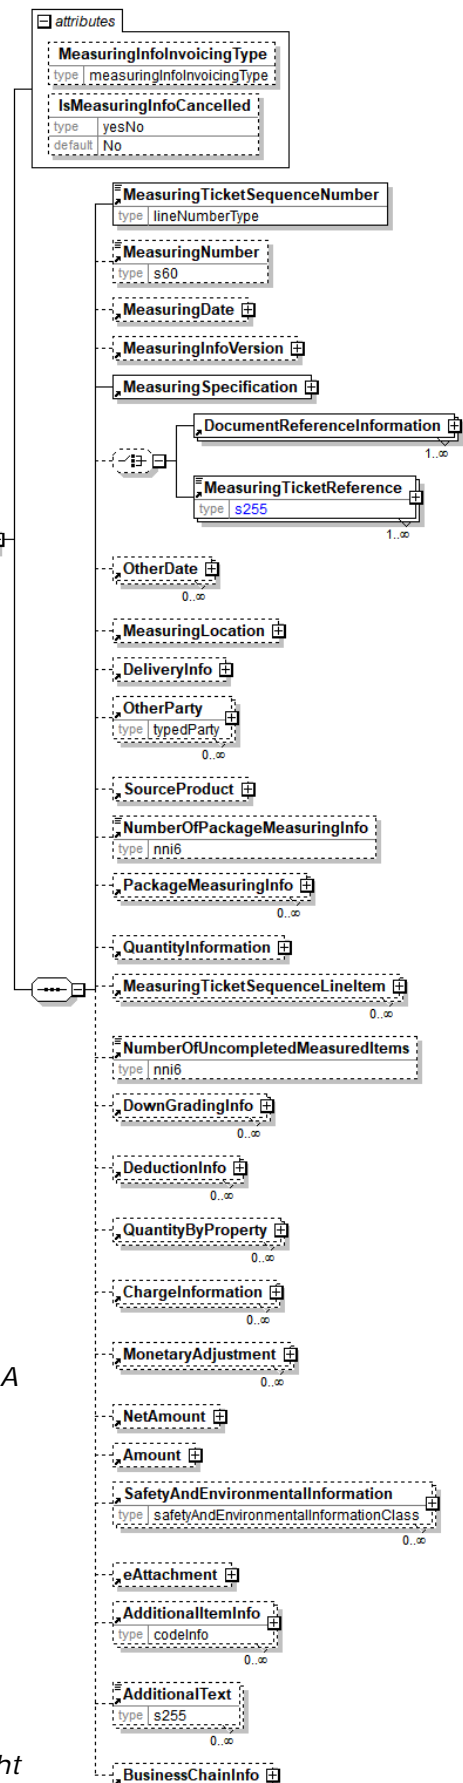 attributes
MeasuringInfoInvoicingType
type measuringInfoInvoicingType
IsMeasuringInfoCancelled
type yesNo
default No
MeasuringTicketSequenceNumber
type lineNumberType
MeasuringNumber
type s60
MeasuringDate
MeasuringInfoVersion
MeasuringSpecification
DocumentReferenceInformation
1..∞
MeasuringTicketReference
type s255
1..∞
OtherDate
0..∞
MeasuringLocation
DeliveryInfo
OtherParty
type typedParty
0..∞
SourceProduct
NumberOfPackageMeasuringInfo
type nni6
PackageMeasuringInfo
0..∞
QuantityInformation
MeasuringTicketSequenceLineItem
0..∞
NumberOfUncompletedMeasuredItems
type nni6
DownGradingInfo
0..∞
DeductionInfo
0..∞
QuantityByProperty
0..∞
ChargeInformation
0..∞
MonetaryAdjustment
0..∞
A
NetAmount
Amount
SafetyAndEnvironmentalInformation
type safetyAndEnvironmentalInformationClass
0..∞
eAttachment
AdditionalItemInfo
type codeInfo
0..∞
AdditionalText
type s255
0..∞
ht
BusinessChainInfo